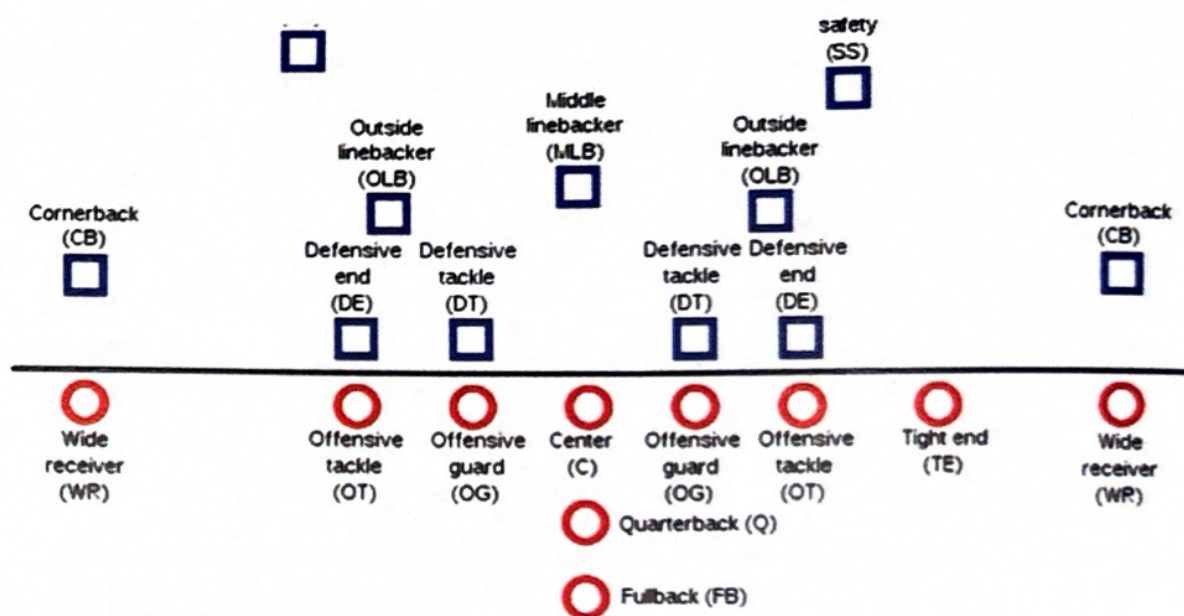 safety
(SS)
Middle
linebacker
(MLB)
Outside
linebacker
(OLB)
Outside
linebacker
(OLB)
Cornerback
(CB)
Cornerback
(CB)
Defensive
end
(DE)
Defensive
tackle
(DT)
Defensive
tackle
(DT)
Defensive
end
(DE)
Wide
receiver
(WR)
Offensive
tackle
(OT)
Offensive
guard
(OG)
Center
(C)
Offensive
guard
(OG)
Offensive
tackle
(OT)
Tight end
(TE)
Wide
receiver
(WR)
Quarterback (Q)
Fullback (FB)